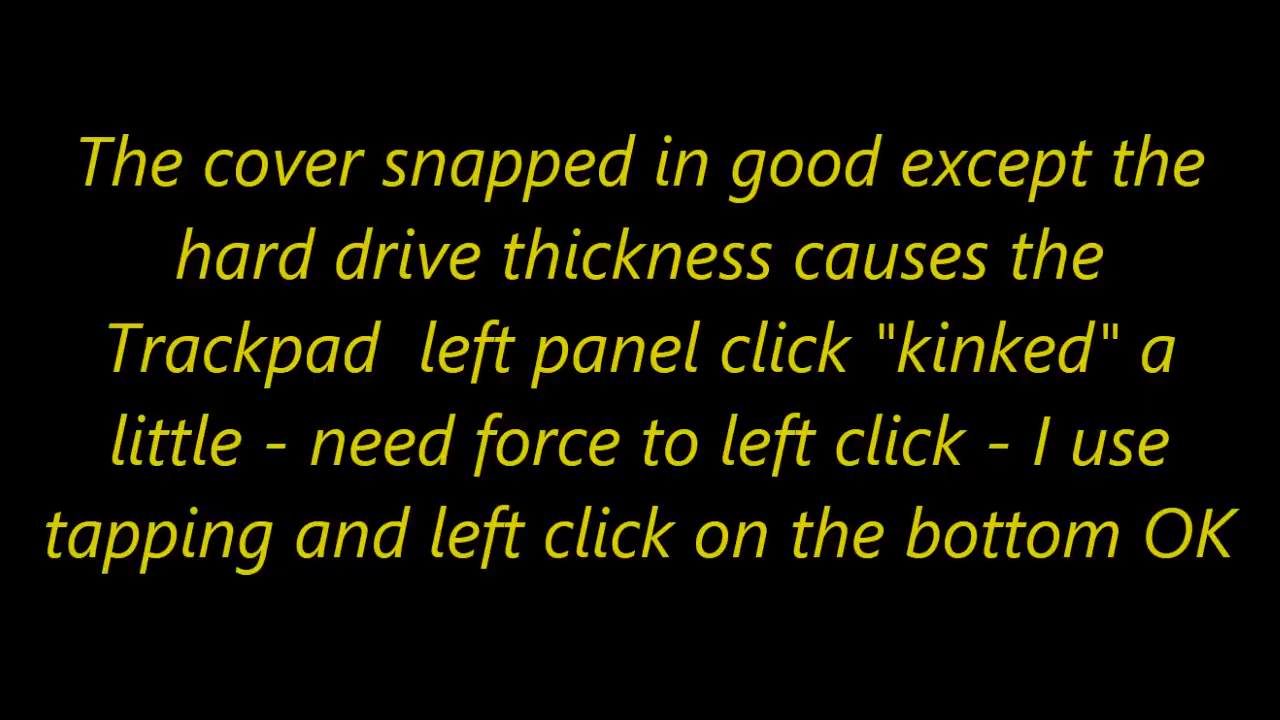 The cover snapped in good except the
hard drive thickness causes the
Trackpad  left panel click "kinked" a
little - need force to left click - I use
tapping and left click on the bottom OK